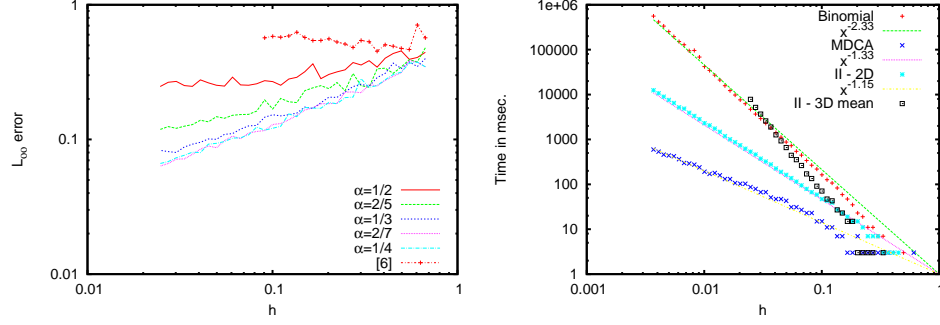 1
0.1
0.01
0.01
0.1
1
L∞ error
h
α=1/2
α=2/5
α=1/3
α=2/7
α=1/4
[6]
1e+06
100000
10000
1000
100
10
1
0.001
0.01
0.1
1
Time in msec.
h
Binomial
x^-2.33
MDCA
x^-1.33
II - 2D
x^-1.15
II - 3D mean